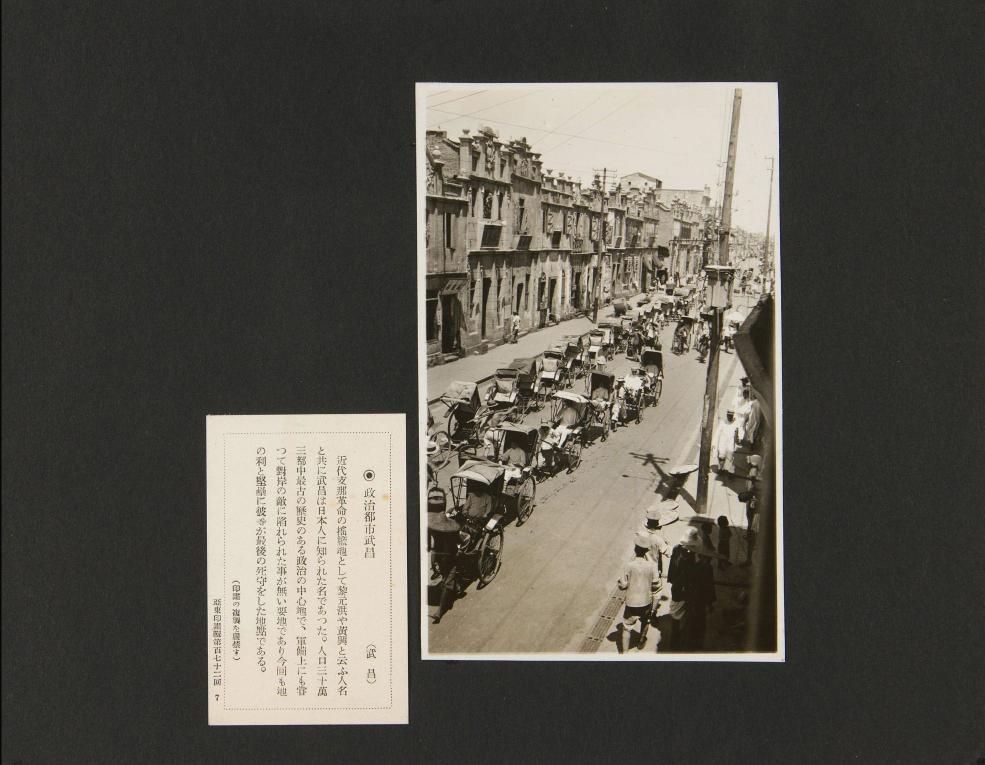 ◉ 政治都市武昌 (武昌)
近代支那革命の搖籃地として黎元洪や黄興と云ふ人名
と共に武昌は日本人に知られた名であつた。人口三十萬
三都中最古の歴史のある政治の中心地で、軍備上にも嘗
つて對岸の敵に陷れられた事が無い要地であり今回も地
の利と堅壘に彼等が最後の死守をした地點である。
(印畫の複製を嚴禁す)
亞東印畫輯第百七十二回 7